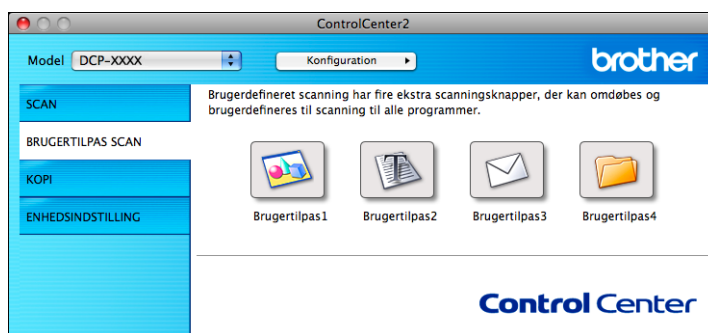 ControlCenter2
Model DCP-XXXX Konfiguration brother
SCAN
BRUGERTILPAS SCAN
KOPI
ENHEDSINDSTILLING
Brugerdefineret scanning har fire ekstra scanningsknapper, der kan omdøbes og
brugerdefineres til scanning til alle programmer.
T
Brugertilpas1 Brugertilpas2 Brugertilpas3 Brugertilpas4
Control Center